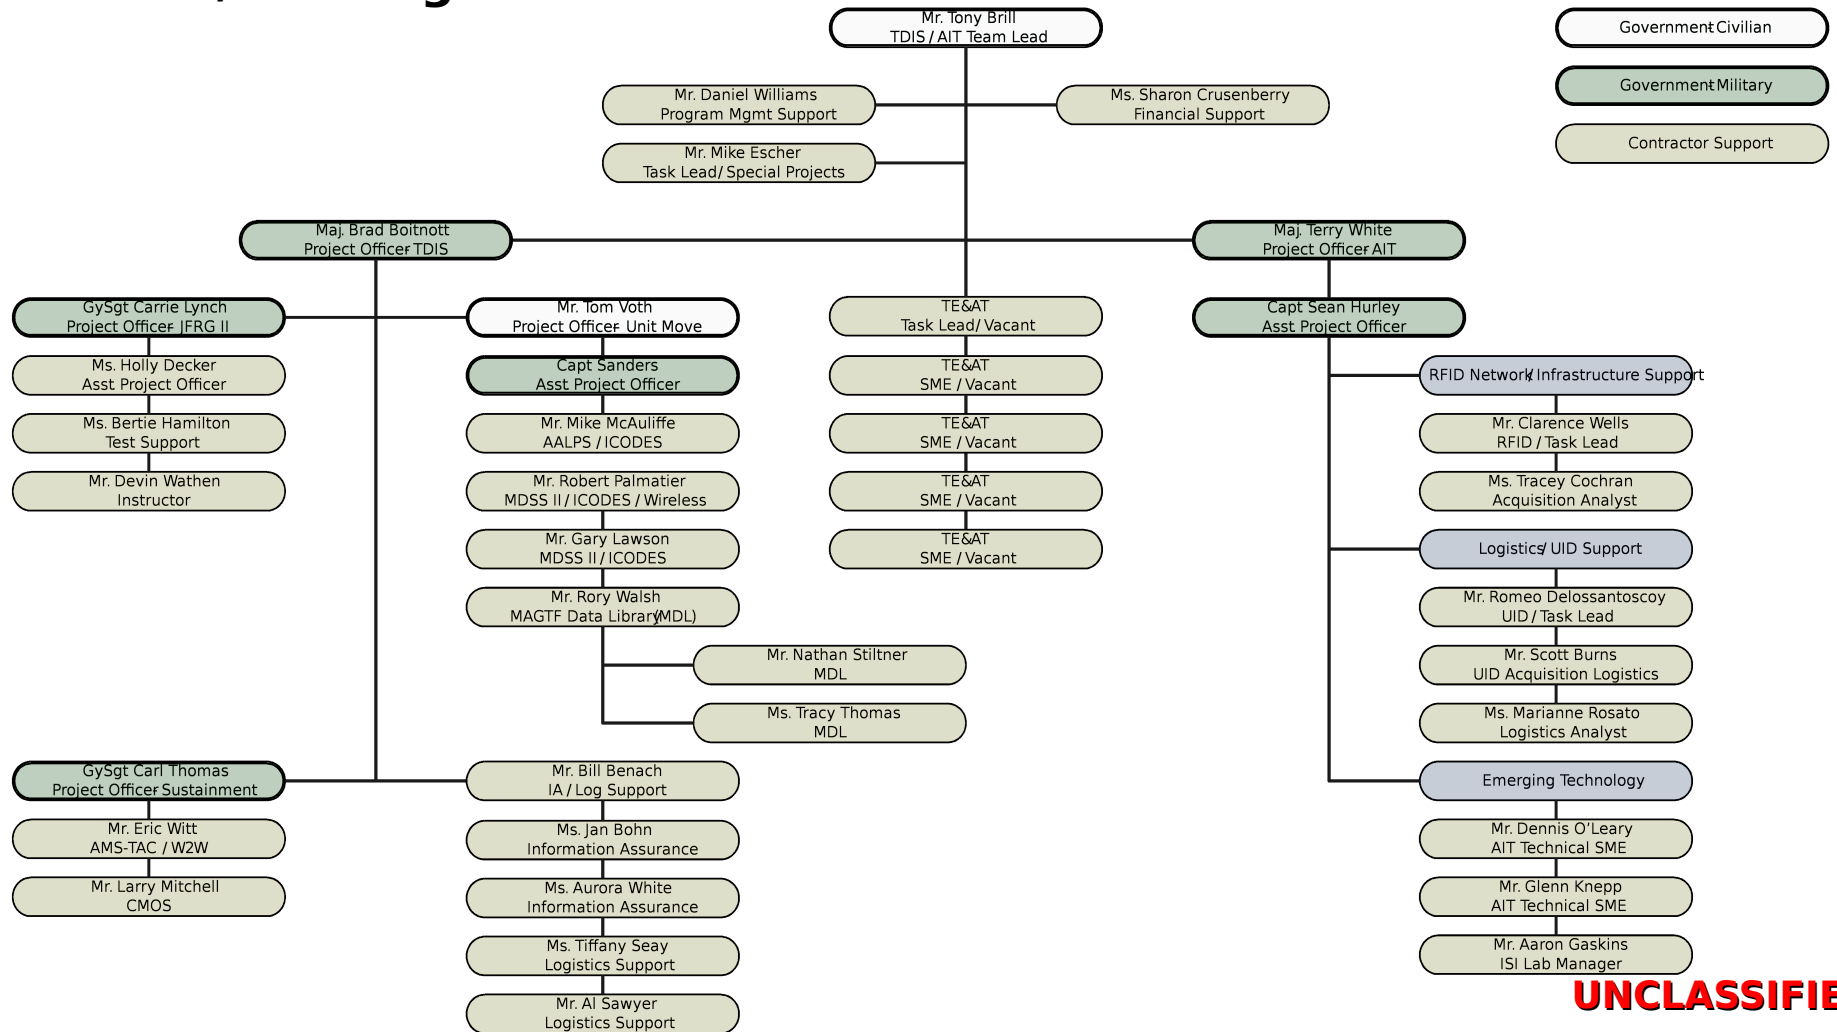 Mr. Tony Brill
TDIS / AIT Team Lead
Government-Civilian
Government-Military
Contractor Support
Mr. Daniel Williams
Program Mgmt Support
Ms. Sharon Crusenberry
Financial Support
Mr. Mike Escher
Task Lead/ Special Projects
Maj. Brad Boitnott
Project Officer- TDIS
Maj. Terry White
Project Officer- AIT
GySgt Carrie Lynch
Project Officer- JFRG II
Ms. Holly Decker
Asst Project Officer
Ms. Bertie Hamilton
Test Support
Mr. Devin Wathen
Instructor
Mr. Tom Voth
Project Officer- Unit Move
Capt Sanders
Asst Project Officer
Mr. Mike McAuliffe
AALPS / ICODES
Mr. Robert Palmatier
MDSS II / ICODES / Wireless
Mr. Gary Lawson
MDSS II / ICODES
Mr. Rory Walsh
MAGTF Data Library(MDL)
Mr. Nathan Stiltner
MDL
Ms. Tracy Thomas
MDL
TE&AT
Task Lead/ Vacant
TE&AT
SME / Vacant
TE&AT
SME / Vacant
TE&AT
SME / Vacant
TE&AT
SME / Vacant
Capt Sean Hurley
Asst Project Officer
RFID Network/ Infrastructure Support
Mr. Clarence Wells
RFID / Task Lead
Ms. Tracey Cochran
Acquisition Analyst
Logistics/ UID Support
Mr. Romeo Delossantoscoy
UID / Task Lead
Mr. Scott Burns
UID Acquisition Logistics
Ms. Marianne Rosato
Logistics Analyst
Emerging Technology
Mr. Dennis O’Leary
AIT Technical SME
Mr. Glenn Knepp
AIT Technical SME
Mr. Aaron Gaskins
ISI Lab Manager
GySgt Carl Thomas
Project Officer- Sustainment
Mr. Eric Witt
AMS-TAC / W2W
Mr. Larry Mitchell
CMOS
Mr. Bill Benach
IA / Log Support
Ms. Jan Bohn
Information Assurance
Ms. Aurora White
Information Assurance
Ms. Tiffany Seay
Logistics Support
Mr. Al Sawyer
Logistics Support
UNCLASSIFIE